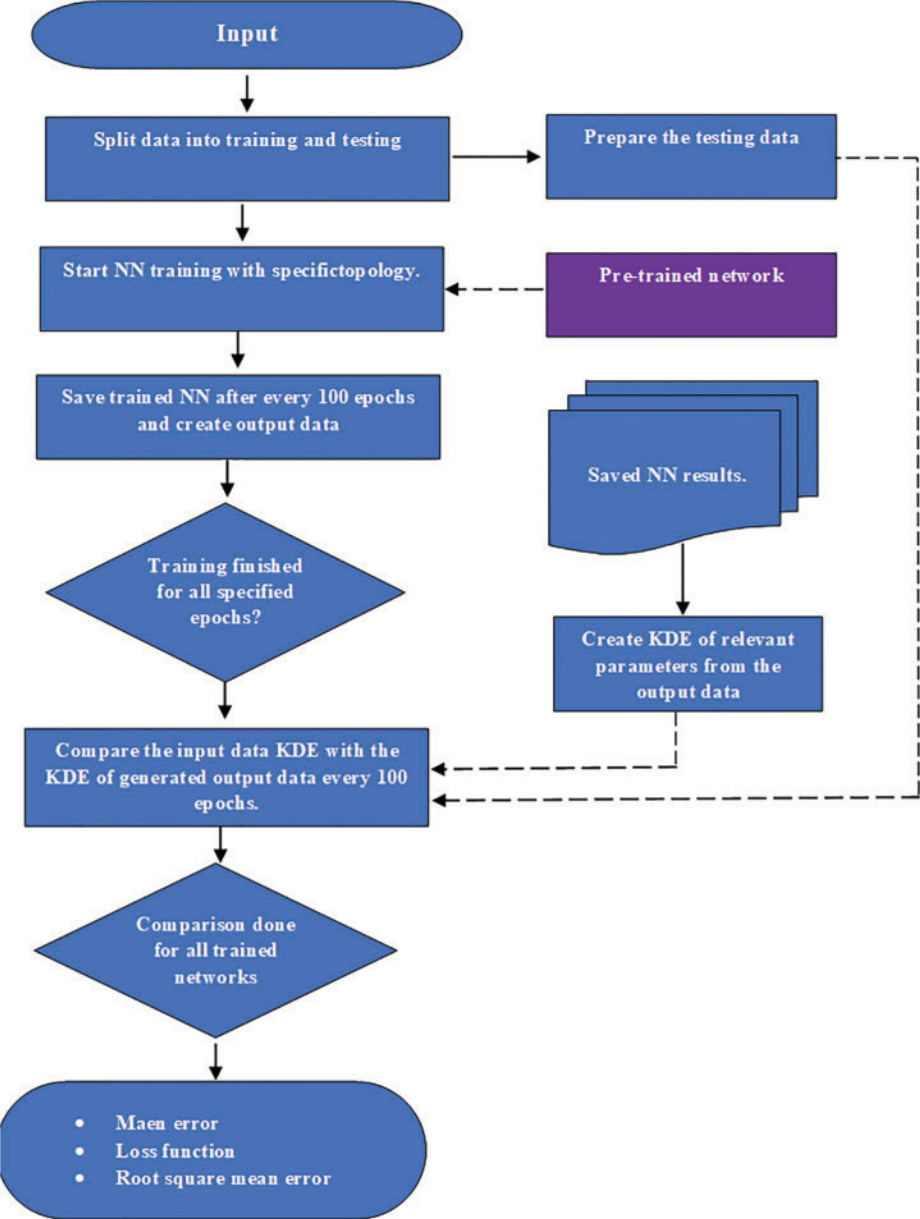 Input
Split data into training and testing
Prepare the testing data
Start NN training with specifictopology.
Pre-trained network
Save trained NN after every 100 epochs
and create output data
Saved NN results.
Training finished
for all specified
epochs?
Create KDE of relevant
parameters from the
output data
Compare the input data KDE with the
KDE of generated output data every 100
epochs.
Comparison done
for all trained
networks
• Maen error
• Loss function
• Root square mean error